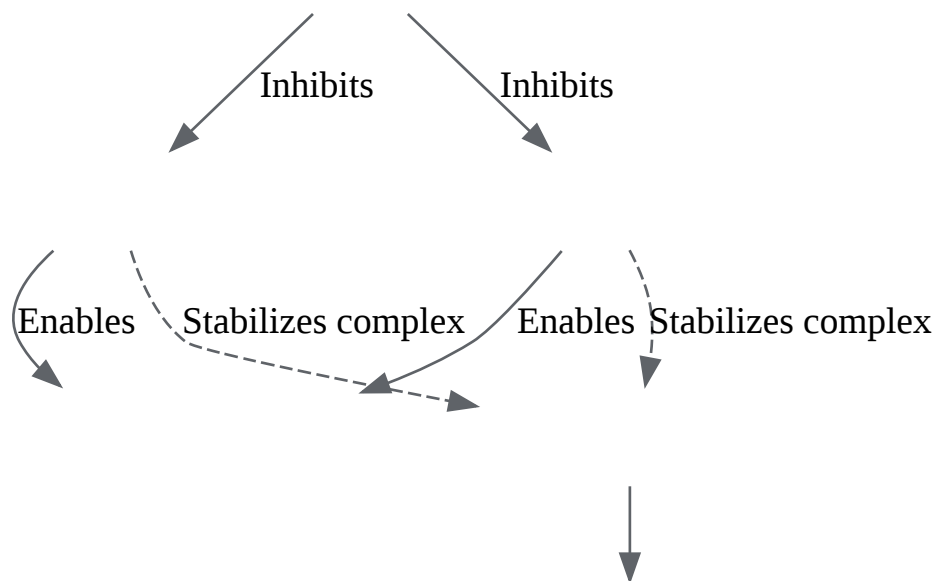 Inhibits
Inhibits
Enables
Stabilizes complex
Enables
Stabilizes complex